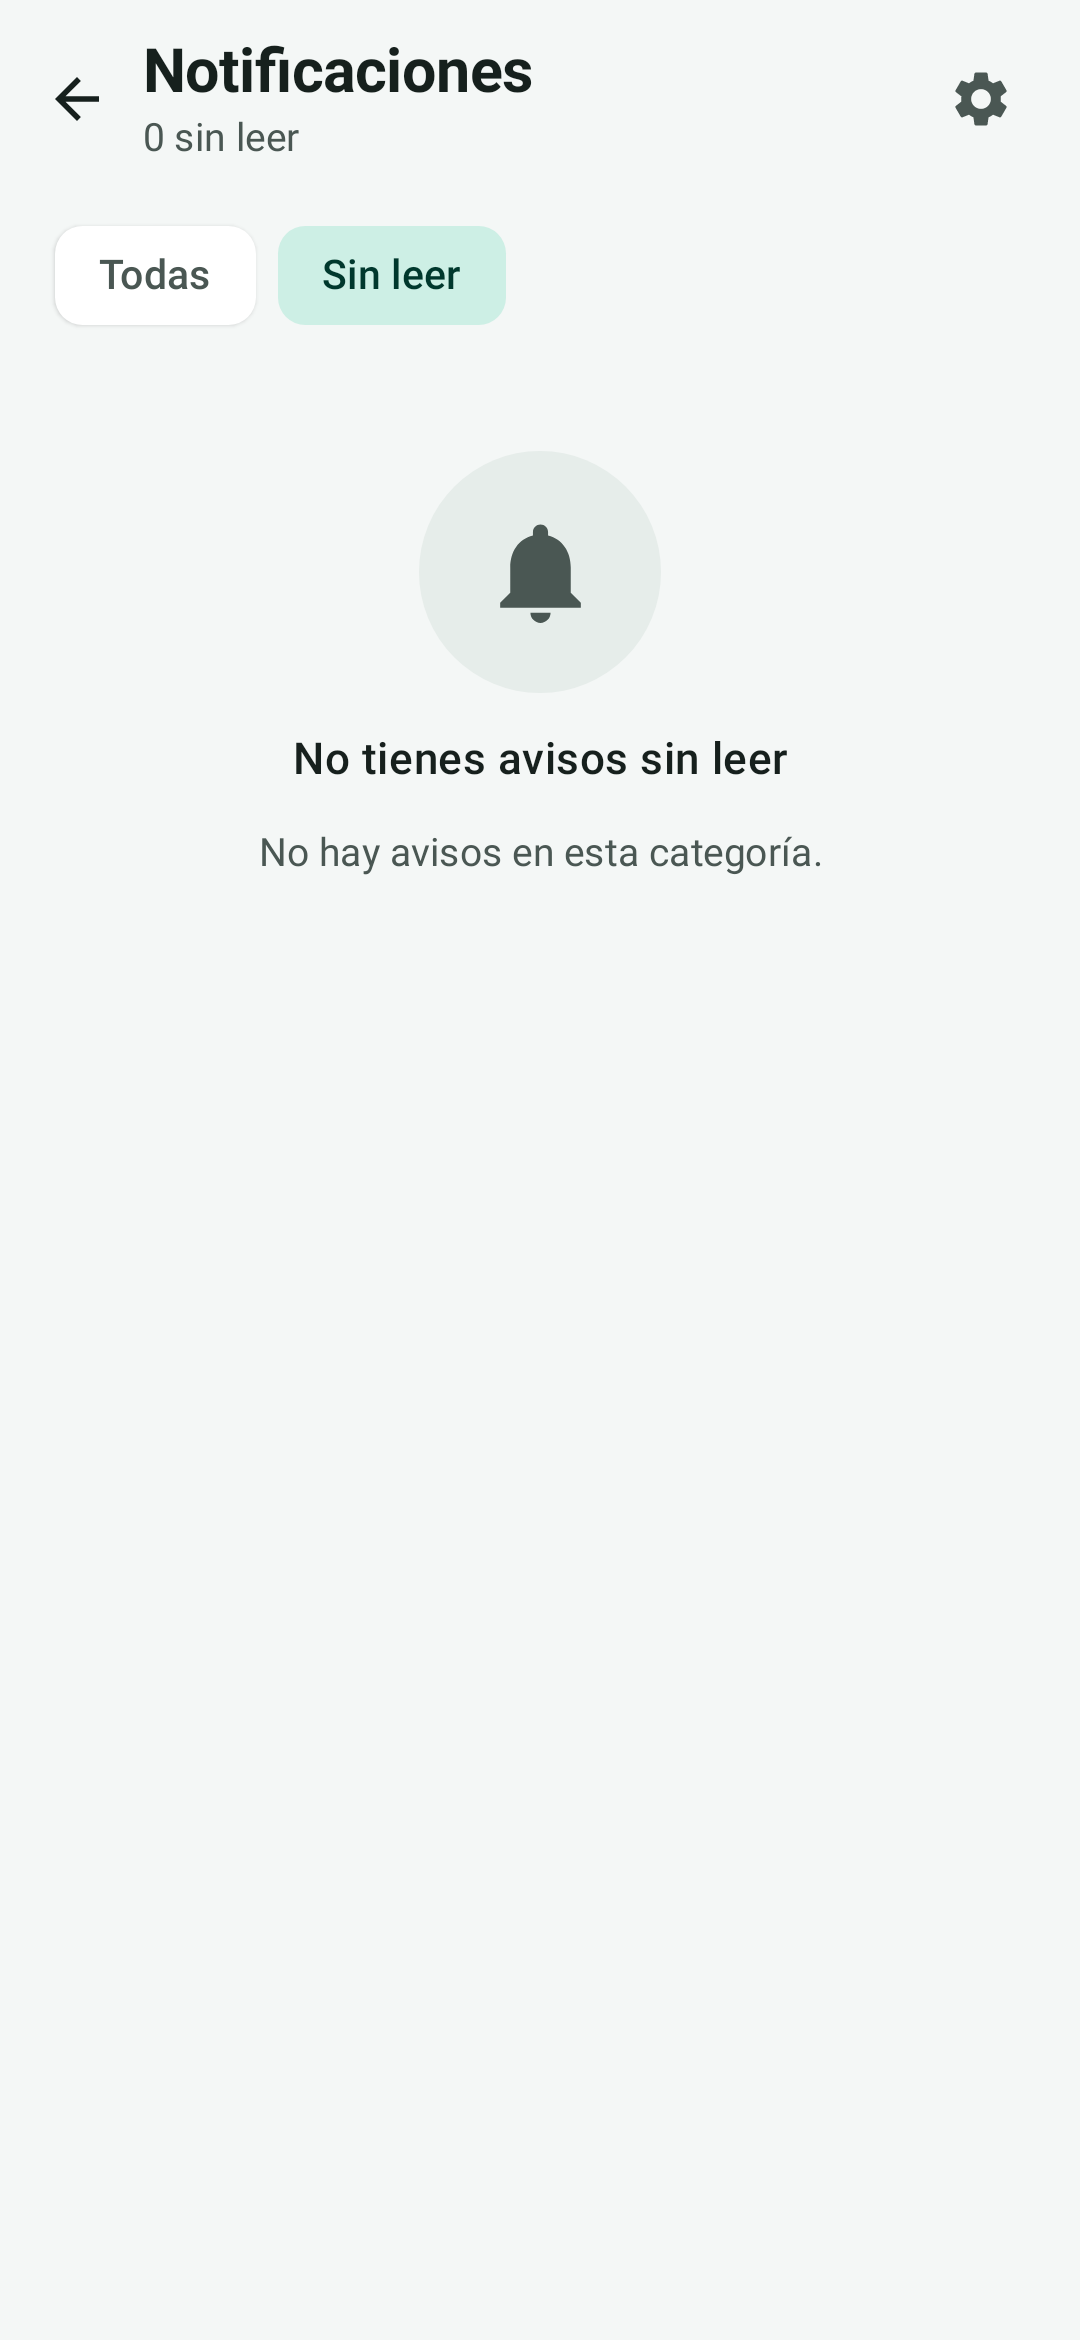 Notificaciones
0 sin leer
Todas
Sin leer
No tienes avisos sin leer
No hay avisos en esta categoría.